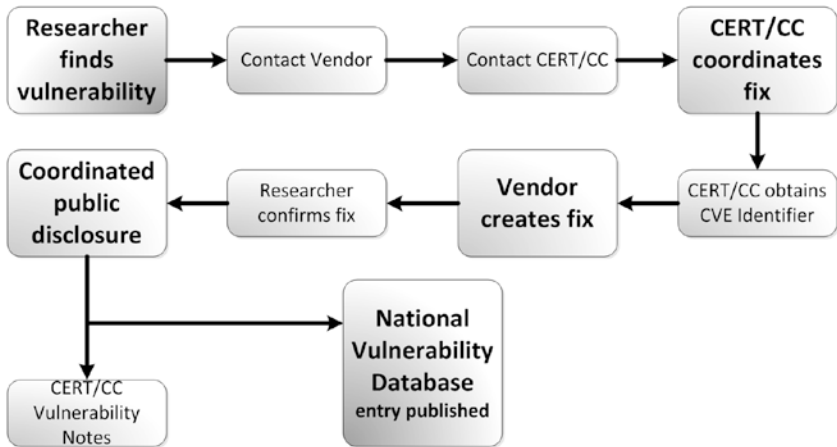 Researcher
finds
vulnerability
Contact Vendor
Contact CERT/CC
CERT/CC
coordinates
fix
Coordinated
public
disclosure
Researcher
confirms fix
Vendor
creates fix
CERT/CC obtains
CVE Identifier
National
Vulnerability
Database
entry published
CERT/CC
Vulnerability
Notes